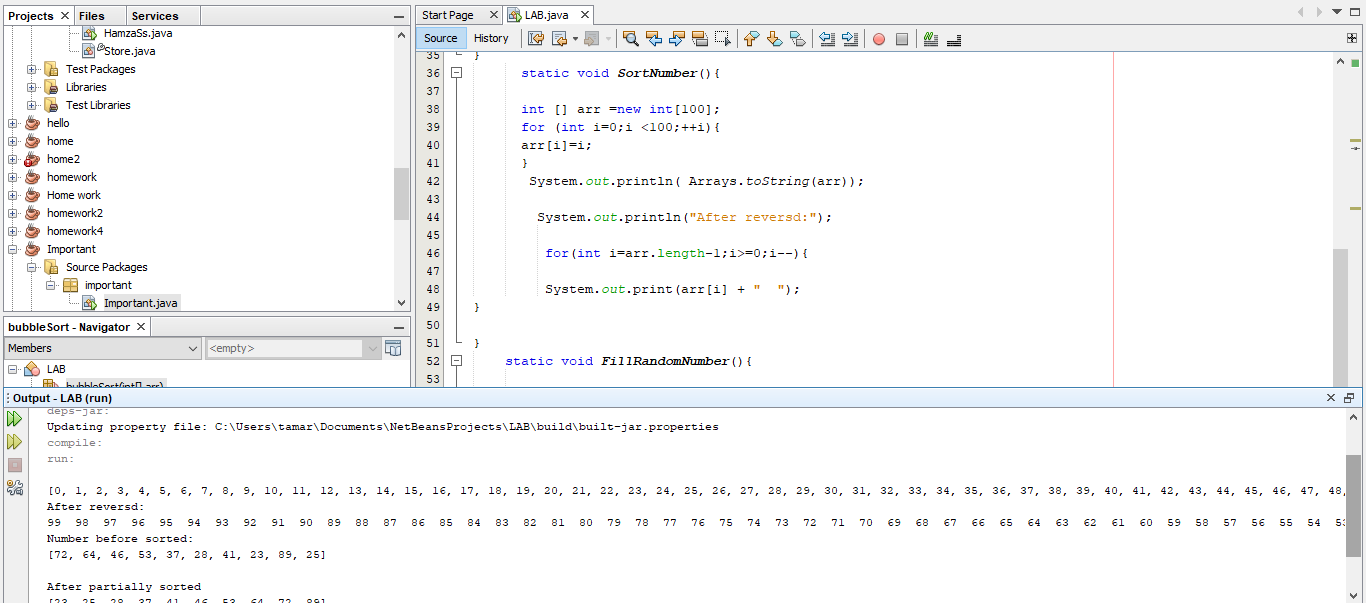 Projects Files Services
HamzaSs.java
Store.java
Test Packages
Libraries
Test Libraries
hello
home
home2
homework
Home work
homework2
homework4
Important
Source Packages
important
Important.java
bubbleSort - Navigator
Members <empty>
LAB
bubbleSort(int[] arr)
Start Page LAB.java
Source History
35 }
36 static void SortNumber(){
37
38 int [] arr =new int[100];
39 for (int i=0;i <100;++i){
40 arr[i]=i;
41 }
42 System.out.println( Arrays.toString(arr));
43
44 System.out.println("After reversd:");
45
46 for(int i=arr.length-1;i>=0;i--){
47
48 System.out.print(arr[i] + "  ");
49 }
50
51 }
52 static void FillRandomNumber(){
53
Output - LAB (run)
deps-jar:
Updating property file: C:\Users\tamar\Documents\NetBeansProjects\LAB\build\built-jar.properties
compile:
run:
[0, 1, 2, 3, 4, 5, 6, 7, 8, 9, 10, 11, 12, 13, 14, 15, 16, 17, 18, 19, 20, 21, 22, 23, 24, 25, 26, 27, 28, 29, 30, 31, 32, 33, 34, 35, 36, 37, 38, 39, 40, 41, 42, 43, 44, 45, 46, 47, 48,
After reversd:
99 98 97 96 95 94 93 92 91 90 89 88 87 86 85 84 83 82 81 80 79 78 77 76 75 74 73 72 71 70 69 68 67 66 65 64 63 62 61 60 59 58 57 56 55 54 53
Number before sorted:
[72, 64, 46, 53, 37, 28, 41, 23, 89, 25]
After partially sorted
[23, 25, 28, 37, 41, 46, 53, 64, 72, 89]